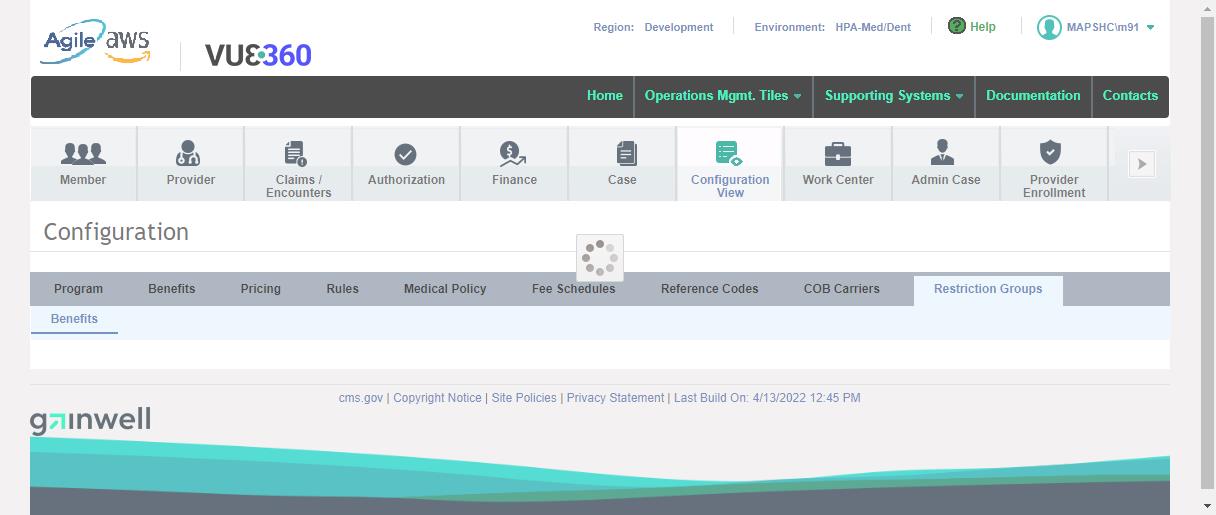 Agile aws
VUE360
Region: Development
Environment: HPA-Med/Dent
? Help
MAPSHC\m91
Home
Operations Mgmt. Tiles
Supporting Systems
Documentation
Contacts
Member
Provider
Claims /
Encounters
Authorization
Finance
Case
Configuration
View
Work Center
Admin Case
Provider
Enrollment
Configuration
Program
Benefits
Pricing
Rules
Medical Policy
Fee Schedules
Reference Codes
COB Carriers
Restriction Groups
Benefits
cms.gov | Copyright Notice | Site Policies | Privacy Statement | Last Build On: 4/13/2022 12:45 PM
gainwell